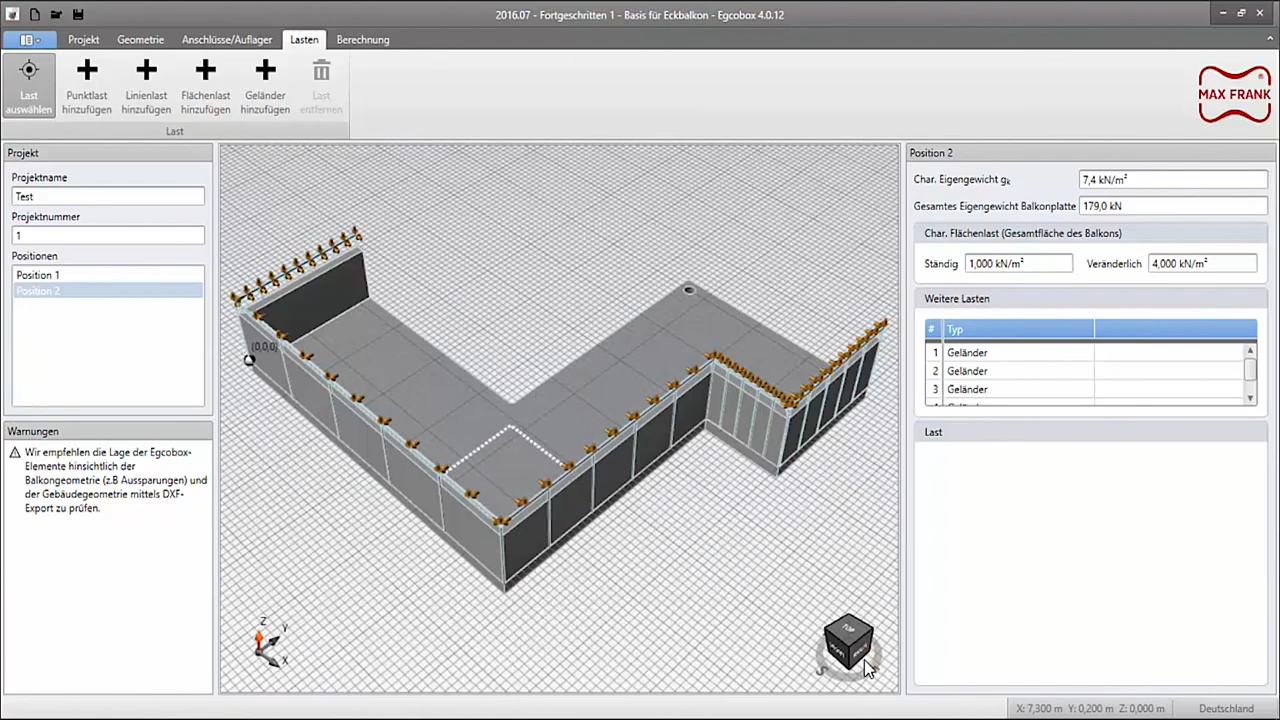 2016.07 - Fortgeschritten 1 - Basis für Eckbalkon - Egcobox 4.0.12
Projekt
Geometrie
Anschlüsse/Auflager
Lasten
Berechnung
Last auswählen
Punktlast hinzufügen
Linienlast hinzufügen
Flächenlast hinzufügen
Geländer hinzufügen
Last entfernen
Last
MAX FRANK
®
Projekt
Projektname
Test
Projektnummer
1
Positionen
Position 1
Position 2
Warnungen
Wir empfehlen die Lage der Egcobox-
Elemente hinsichtlich der
Balkongeometrie (z.B Aussparungen) und
der Gebäudegeometrie mittels DXF-
Export zu prüfen.
(0,0,0)
Z
Y
X
TOP
Position 2
Char. Eigengewicht gk
7,4 kN/m²
Gesamtes Eigengewicht Balkonplatte
179,0 kN
Char. Flächenlast (Gesamtfläche des Balkons)
Ständig
1,000 kN/m²
Veränderlich
4,000 kN/m²
Weitere Lasten
# Typ
1 Geländer
2 Geländer
3 Geländer
Last
X: 7,300 m Y: 0,200 m Z: 0,000 m
Deutschland